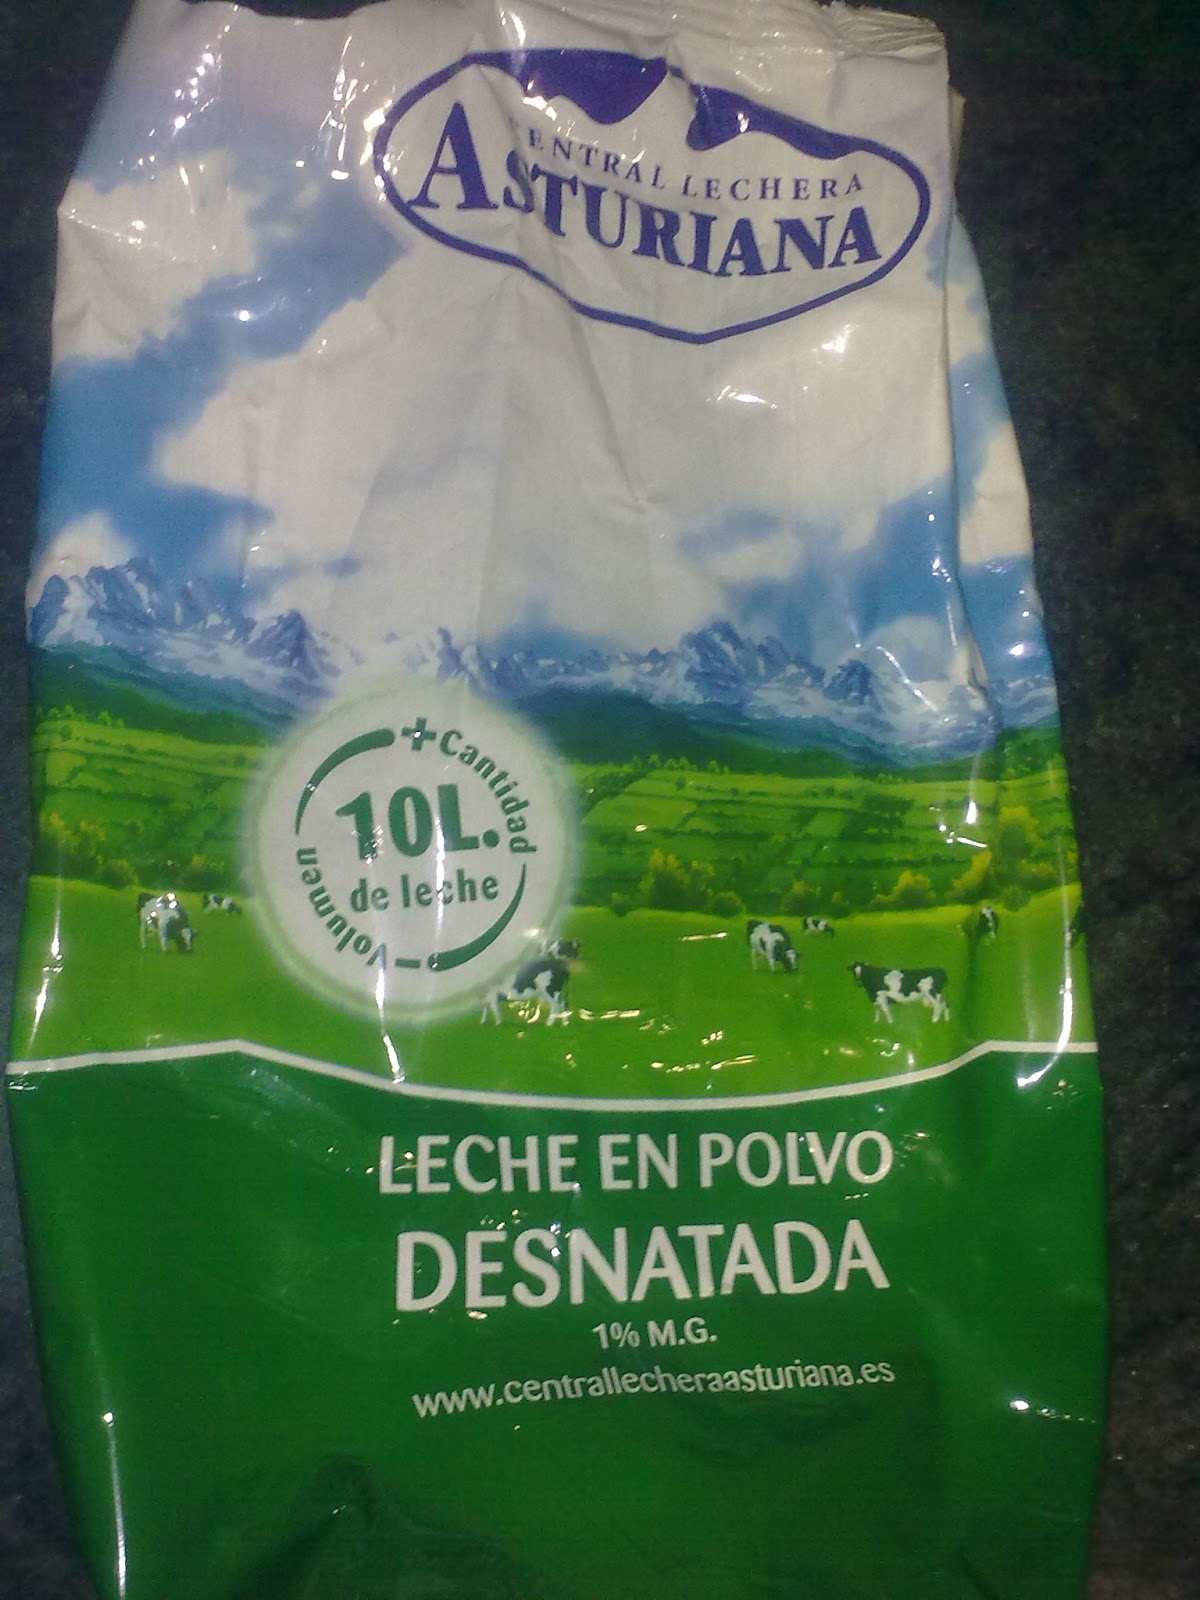 CENTRAL LECHERA
ASTURIANA
+Cantidad
10L.
de leche
-Volumen
LECHE EN POLVO
DESNATADA
1% M.G.
www.centrallecheraasturiana.es